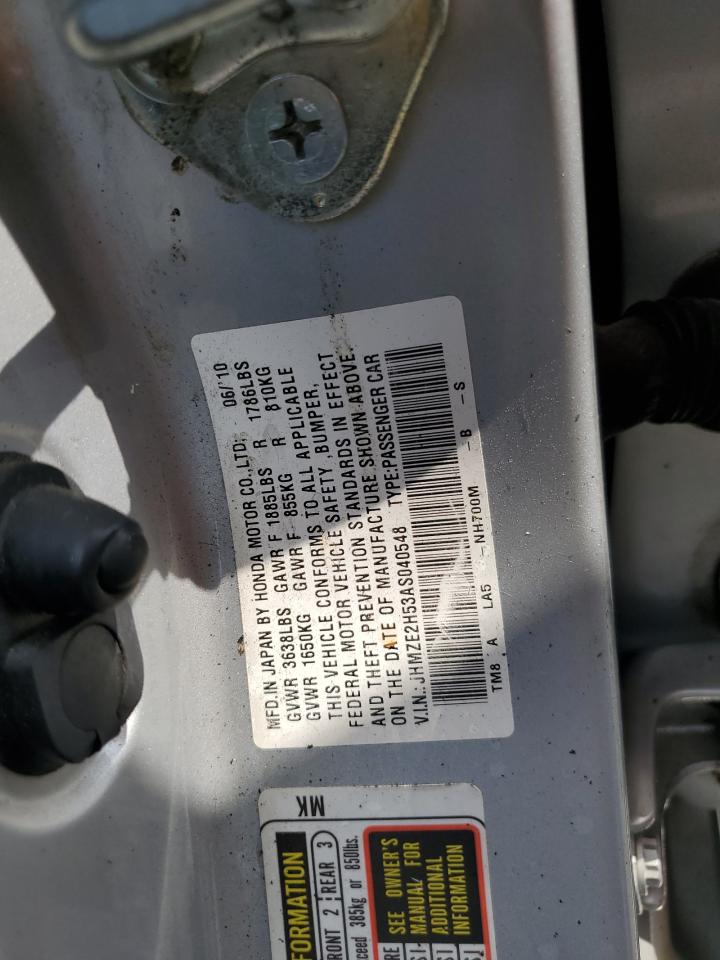 MFD. IN JAPAN BY HONDA MOTOR CO., LTD. 06/'10
GVWR 3638LBS GAWR F 1885LBS R 1786LBS
GVWR 1650KG GAWR F 855KG R 810KG
THIS VEHICLE CONFORMS TO ALL APPLICABLE
FEDERAL MOTOR VEHICLE SAFETY, BUMPER,
AND THEFT PREVENTION STANDARDS IN EFFECT
ON THE DATE OF MANUFACTURE SHOWN ABOVE.
V.I.N.: JHMZE2H53AS040548 TYPE:PASSENGER CAR
TM8 A LA5 -NH700M -B -S
MK
FORMATION
RONT 2 REAR 3
ceed 385kg or 850lbs.
SEE OWNER'S
MANUAL FOR
ADDITIONAL
INFORMATION